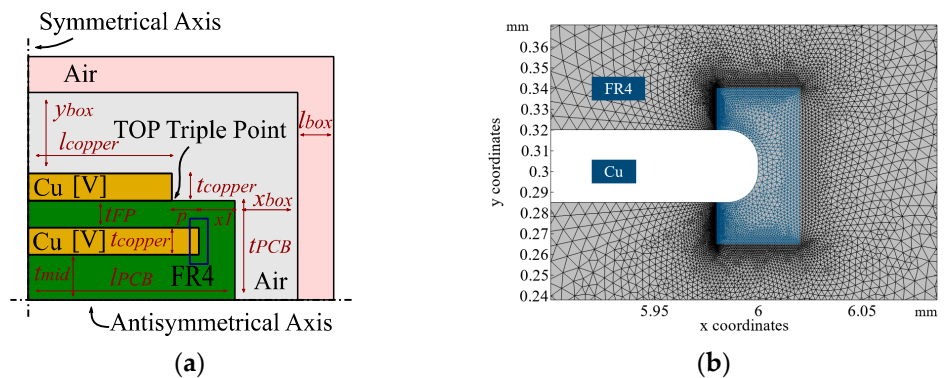 Symmetrical Axis
Air
ybox
lbox
TOP Triple Point
lcopper
Cu [V]
tcopper
xbox
tFP
p
x1
Cu [V]
tcopper
tPCB
tmid
lPCB
FR4
Air
Antisymmetrical Axis
(a)
mm
0.36
0.35
0.34
0.33
0.32
0.31
0.3
0.29
0.28
0.27
0.26
0.25
0.24
y coordinates
FR4
Cu
5.95
6
6.05
mm
x coordinates
(b)